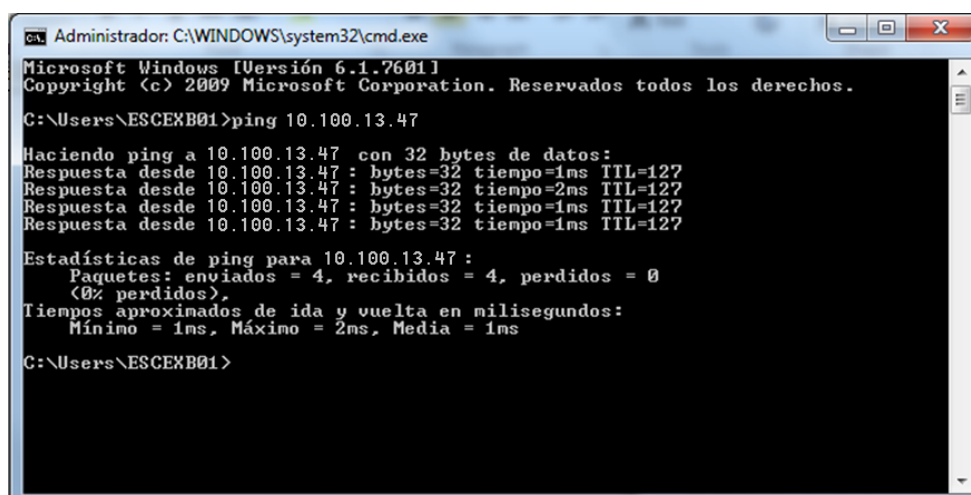 Administrador: C:\WINDOWS\system32\cmd.exe
Microsoft Windows [Versión 6.1.7601]
Copyright (c) 2009 Microsoft Corporation. Reservados todos los derechos.
C:\Users\ESCEXB01>ping 10.100.13.47
Haciendo ping a 10.100.13.47 con 32 bytes de datos:
Respuesta desde 10.100.13.47: bytes=32 tiempo=1ms TTL=127
Respuesta desde 10.100.13.47: bytes=32 tiempo=2ms TTL=127
Respuesta desde 10.100.13.47: bytes=32 tiempo=1ms TTL=127
Respuesta desde 10.100.13.47: bytes=32 tiempo=1ms TTL=127
Estadísticas de ping para 10.100.13.47:
Paquetes: enviados = 4, recibidos = 4, perdidos = 0
(0% perdidos),
Tiempos aproximados de ida y vuelta en milisegundos:
Mínimo = 1ms, Máximo = 2ms, Media = 1ms
C:\Users\ESCEXB01>